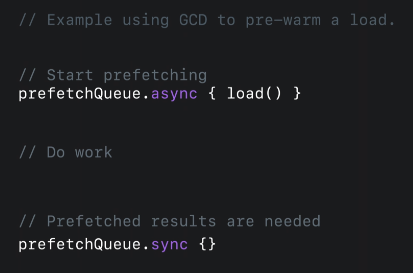 // Example using GCD to pre-warm a load.
// Start prefetching
prefetchQueue.async { load() }
// Do work
// Prefetched results are needed
prefetchQueue.sync {}